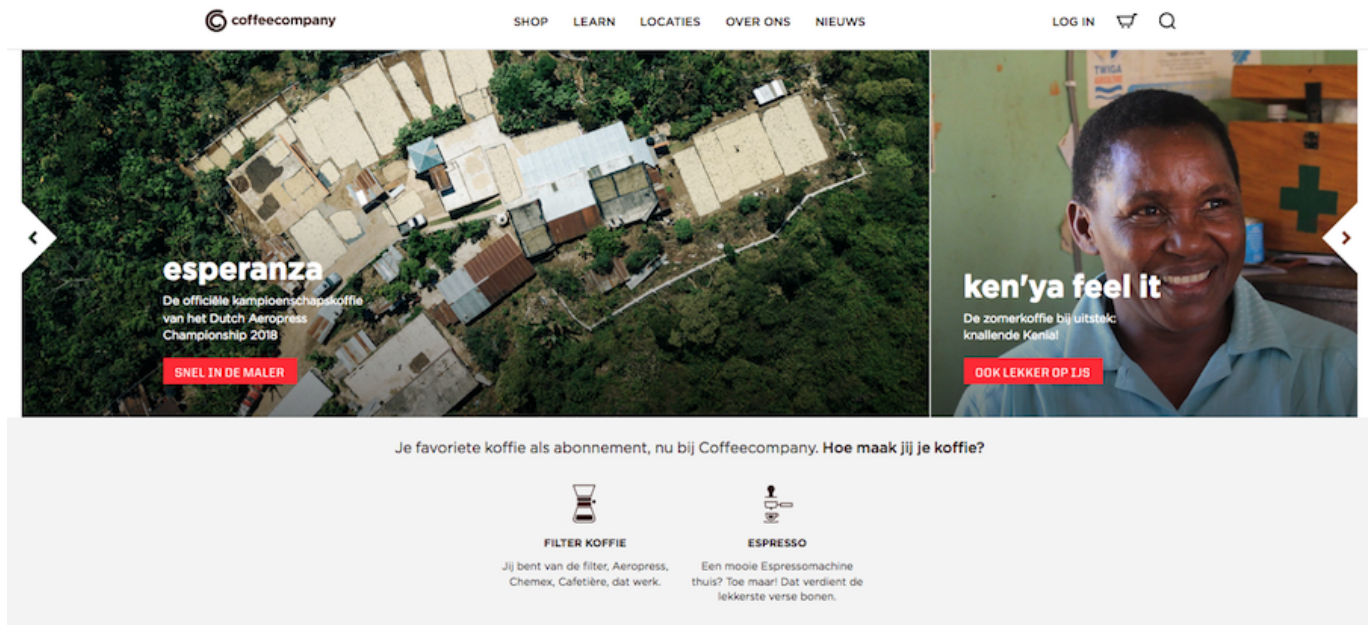 coffeecompany
SHOP LEARN LOCATIES OVER ONS NIEUWS
LOG IN
TWIGA
esperanza
De officiële kampioenschapskoffie
van het Dutch Aeropress
Championship 2018
SNEL IN DE MALER
ken'ya feel it
De zomerkoffie bij uitstek:
knallende Kenia!
OOK LEKKER OP IJS
Je favoriete koffie als abonnement, nu bij Coffeecompany. Hoe maak jij je koffie?
FILTER KOFFIE
Jij bent van de filter, Aeropress,
Chemex, Cafetière, dat werk.
ESPRESSO
Een mooie Espressomachine
thuis? Toe maar! Dat verdient de
lekkerste verse bonen.